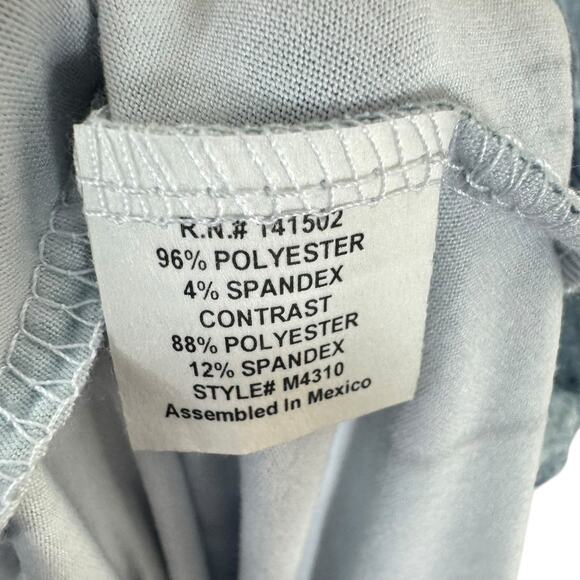 R.N.# 141502
96% POLYESTER
4% SPANDEX
CONTRAST
88% POLYESTER
12% SPANDEX
STYLE# M4310
Assembled In Mexico